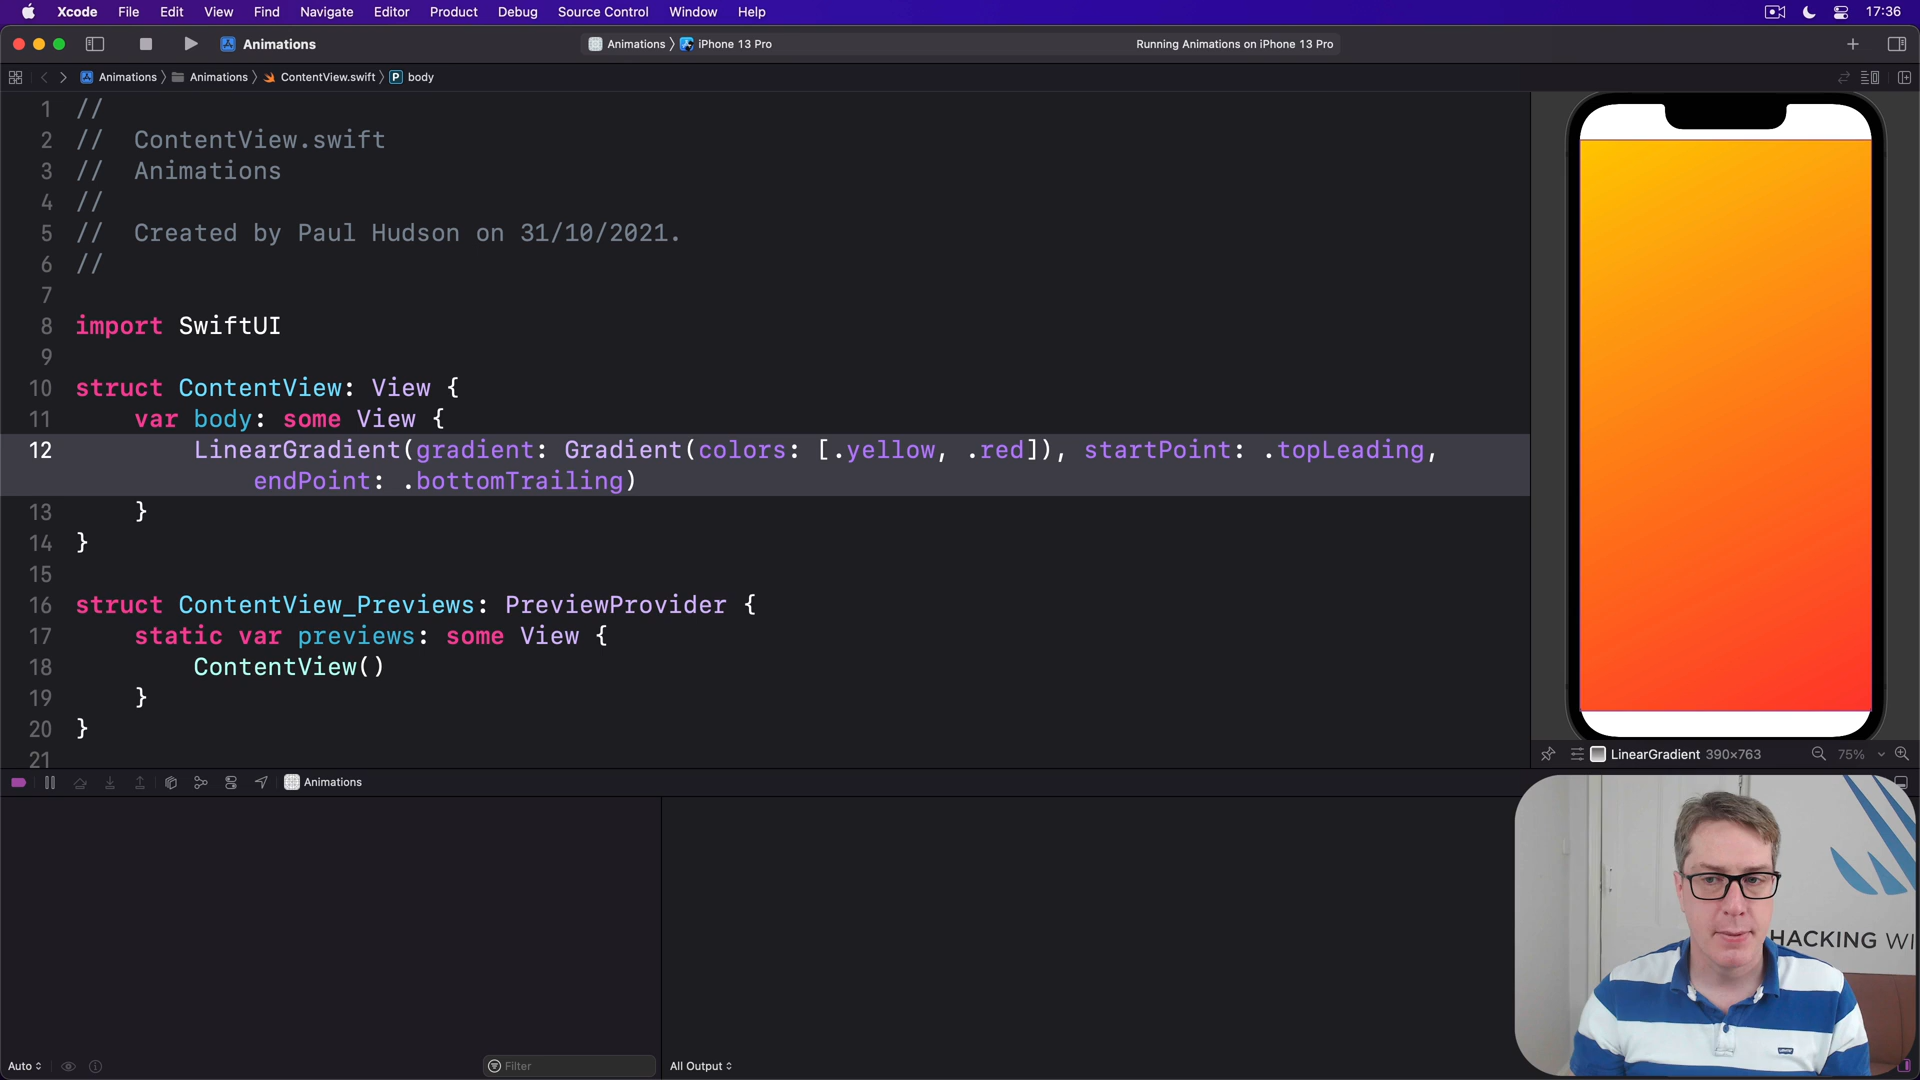 Xcode File Edit View Find Navigate Editor Product Debug Source Control Window Help 17:36
Animations Animations 〉 iPhone 13 Pro Running Animations on iPhone 13 Pro
Animations 〉 Animations 〉 ContentView.swift 〉 P body
1 //
2 //  ContentView.swift
3 //  Animations
4 //
5 //  Created by Paul Hudson on 31/10/2021.
6 //
7
8 import SwiftUI
9
10 struct ContentView: View {
11 var body: some View {
12 LinearGradient(gradient: Gradient(colors: [.yellow, .red]), startPoint: .topLeading,
endPoint: .bottomTrailing)
13 }
14 }
15
16 struct ContentView_Previews: PreviewProvider {
17 static var previews: some View {
18 ContentView()
19 }
20 }
21
LinearGradient 390×763 75%
Animations
HACKING WI
Auto Filter All Output